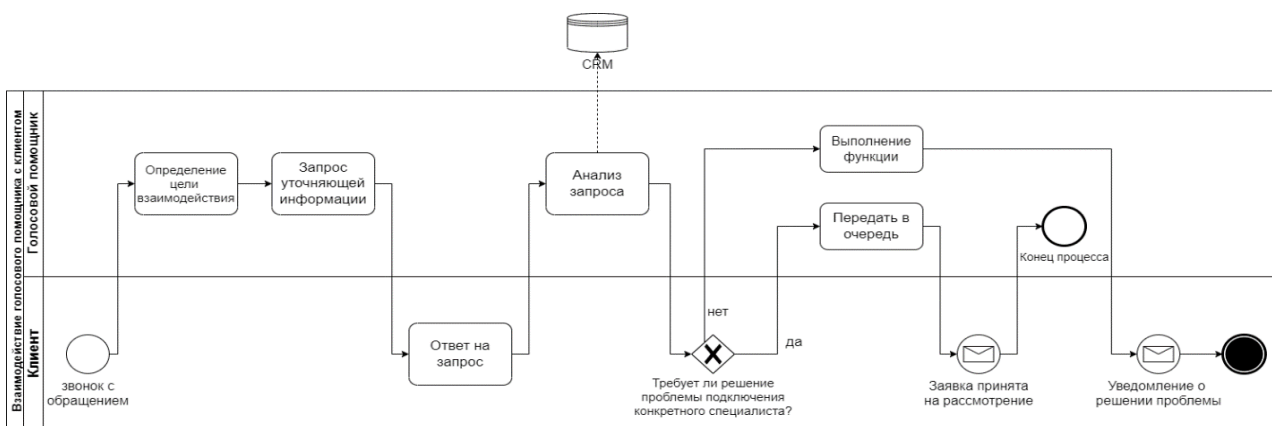 CRM
Взаимодействие голосового помощника с клиентом
Голосовой помощник
Определение
цели
взаимодействия
Запрос
уточняющей
информации
Анализ
запроса
Выполнение
функции
Передать в
очередь
Конец процесса
Клиент
звонок с
обращением
Ответ на
запрос
нет
да
Требует ли решение
проблемы подключения
конкретного специалиста?
Заявка принята
на рассмотрение
Уведомление о
решении проблемы